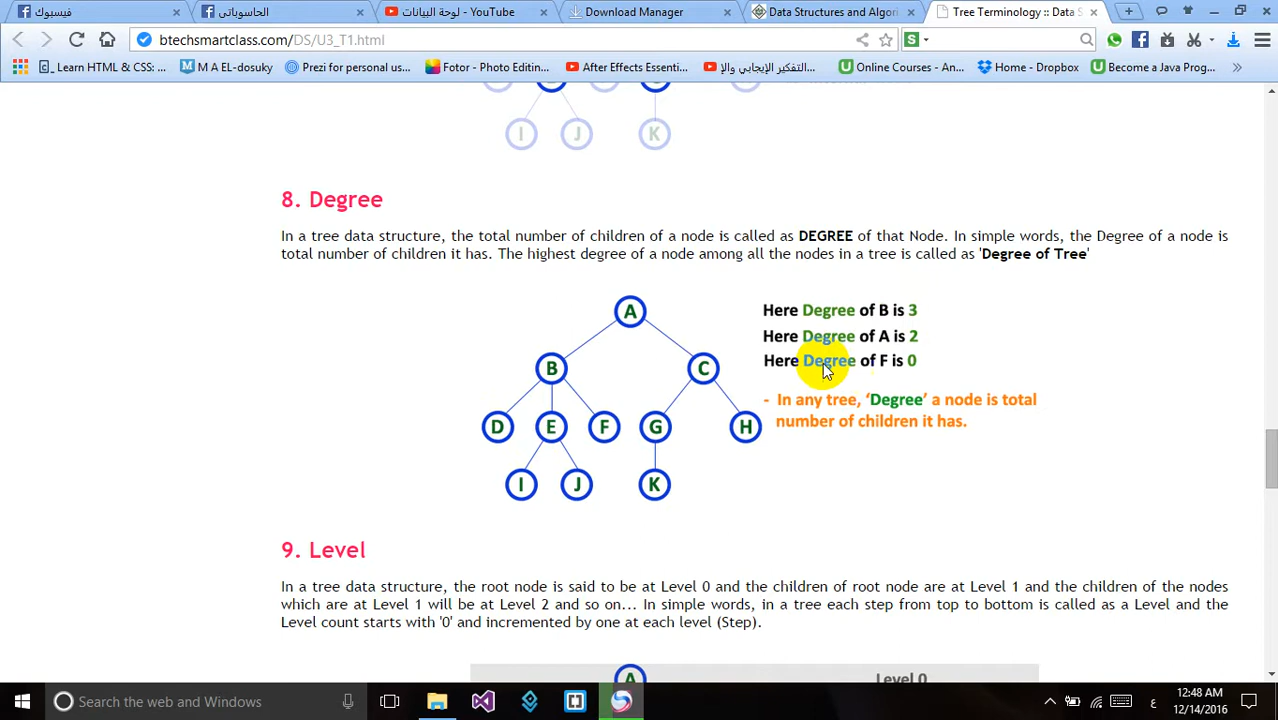 فيسبوك
الحاسوباتى
لوحة البيانات - YouTube
Download Manager
Data Structures and Algori
Tree Terminology :: Data S
btechsmartclass.com/DS/U3_T1.html
S
Learn HTML & CSS: ...
M A EL-dosuky
Prezi for personal us...
Fotor - Photo Editin...
After Effects Essenti...
التفكير الإيجابي والإ...
Online Courses - An...
Home - Dropbox
Become a Java Prog...
I J K
8. Degree
In a tree data structure, the total number of children of a node is called as DEGREE of that Node. In simple words, the Degree of a node is
total number of children it has. The highest degree of a node among all the nodes in a tree is called as 'Degree of Tree'
A
B C
D E F G H
I J K
Here Degree of B is 3
Here Degree of A is 2
Here Degree of F is 0
- In any tree, ‘Degree’ a node is total
number of children it has.
9. Level
In a tree data structure, the root node is said to be at Level 0 and the children of root node are at Level 1 and the children of the nodes
which are at Level 1 will be at Level 2 and so on... In simple words, in a tree each step from top to bottom is called as a Level and the
Level count starts with '0' and incremented by one at each level (Step).
A
Level 0
Search the web and Windows
ع
12:48 AM
12/14/2016